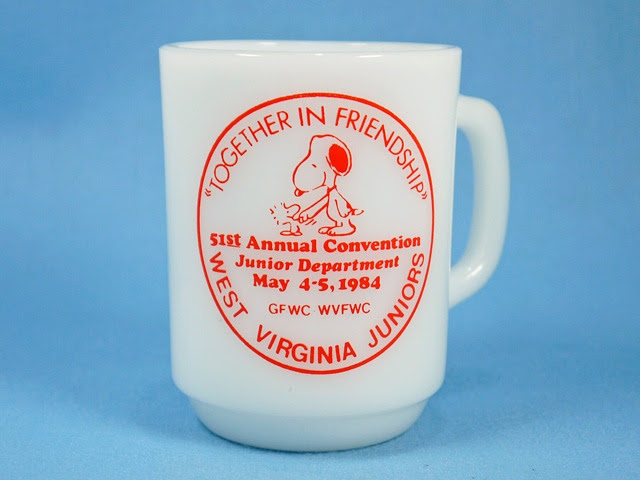 "TOGETHER IN FRIENDSHIP"
51st Annual Convention
Junior Department
May 4-5, 1984
GFWC WVFWC
WEST VIRGINIA JUNIORS